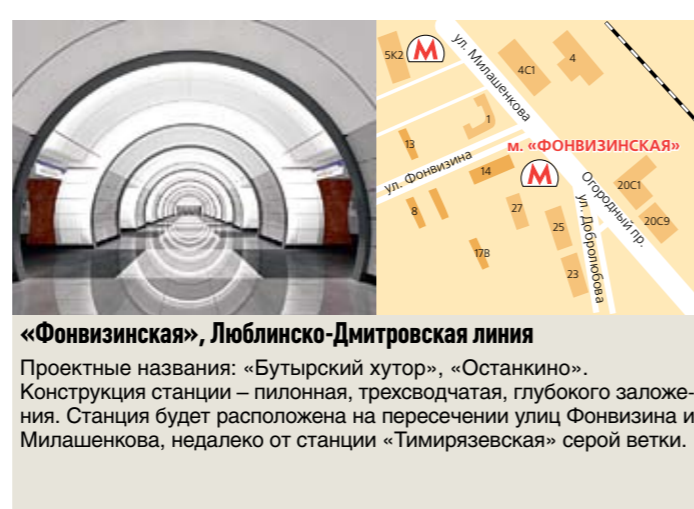 5К2
М
ул. Милашенкова
4С1
4
1
13
м. «ФОНВИЗИНСКАЯ»
ул. Фонвизина
14
М
Огородный пр.
20С1
8
27
ул. Добролюбова
25
20С9
17В
23
«Фонвизинская», Люблинско-Дмитровская линия
Проектные названия: «Бутырский хутор», «Останкино».
Конструкция станции – пилонная, трехсводчатая, глубокого заложе-
ния. Станция будет расположена на пересечении улиц Фонвизина и
Милашенкова, недалеко от станции «Тимирязевская» серой ветки.